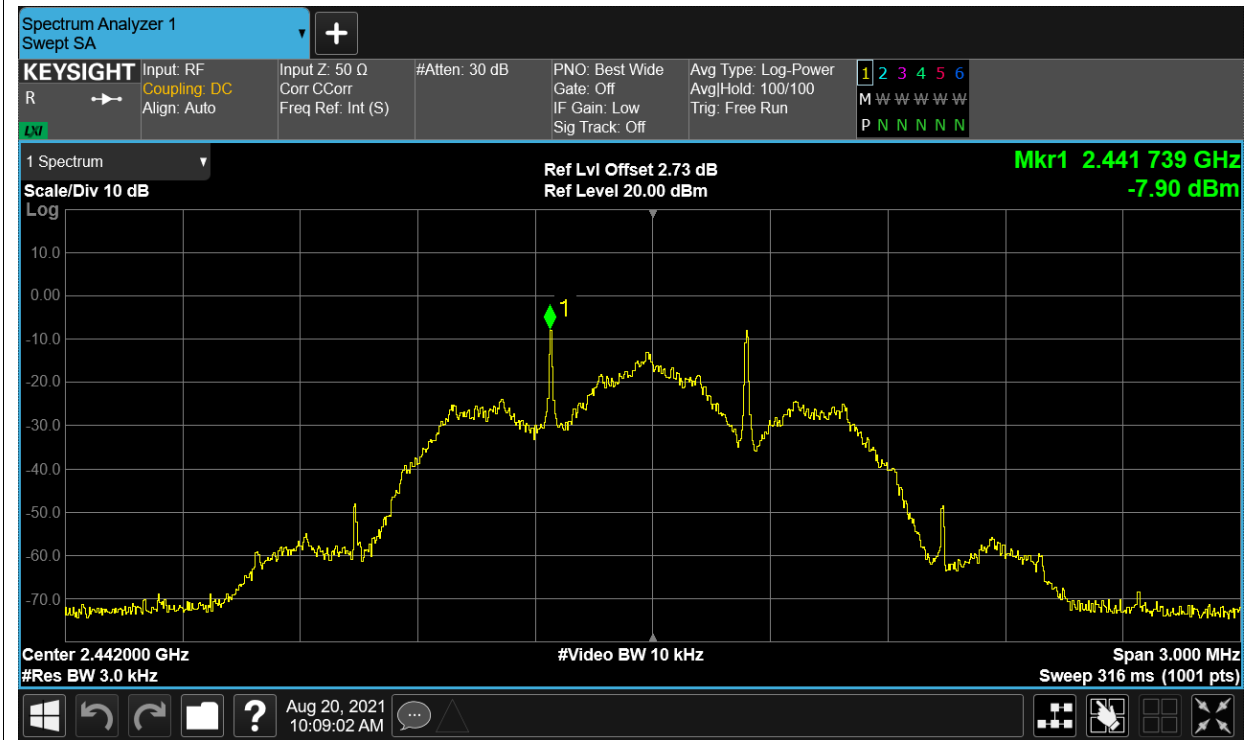 Spectrum Analyzer 1
Swept SA
KEYSIGHT
R
LXI
Input: RF
Coupling: DC
Align: Auto
Input Z: 50 Ω
Corr CCorr
Freq Ref: Int (S)
#Atten: 30 dB
PNO: Best Wide
Gate: Off
IF Gain: Low
Sig Track: Off
Avg Type: Log-Power
Avg|Hold: 100/100
Trig: Free Run
1 2 3 4 5 6
M W W W W W
P N N N N N
1 Spectrum
Scale/Div 10 dB
Log
Ref Lvl Offset 2.73 dB
Ref Level 20.00 dBm
Mkr1 2.441 739 GHz
-7.90 dBm
10.0
0.00
1
-10.0
-20.0
-30.0
-40.0
-50.0
-60.0
-70.0
Center 2.442000 GHz
#Video BW 10 kHz
Span 3.000 MHz
#Res BW 3.0 kHz
Sweep 316 ms (1001 pts)
?
Aug 20, 2021
10:09:02 AM